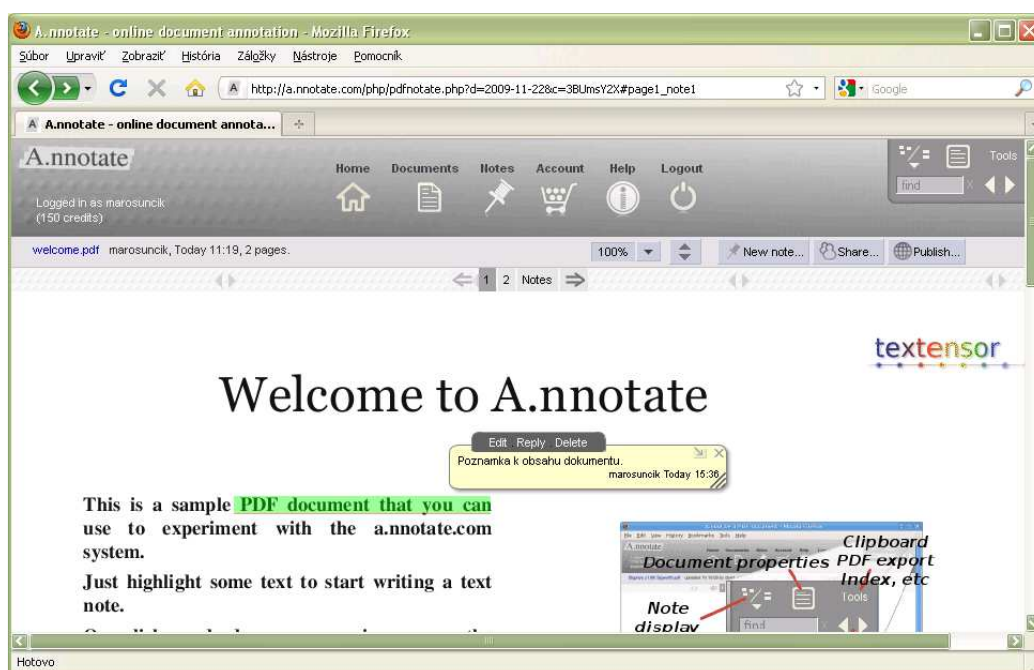 A.nnotate - online document annotation - Mozilla Firefox
Súbor Upraviť Zobraziť História Záložky Nástroje Pomocník
http://a.nnotate.com/php/pdfnotate.php?d=2009-11-22&c=3BUmsY2X#page1_note1
Google
A.nnotate - online document annota...
A.nnotate
Home Documents Notes Account Help Logout
Tools
find X
Logged in as marosuncik
(150 credits)
welcome.pdf marosuncik, Today 11:19, 2 pages.
100% New note... Share... Publish...
1 2 Notes
textensor
Welcome to A.nnotate
Edit Reply Delete
Poznamka k obsahu dokumentu.
marosuncik Today 15:36
This is a sample PDF document that you can
use to experiment with the a.nnotate.com
system.
Just highlight some text to start writing a text
note.
Clipboard
Document properties PDF export
Index, etc
Tools
Note
display
find
Hotovo